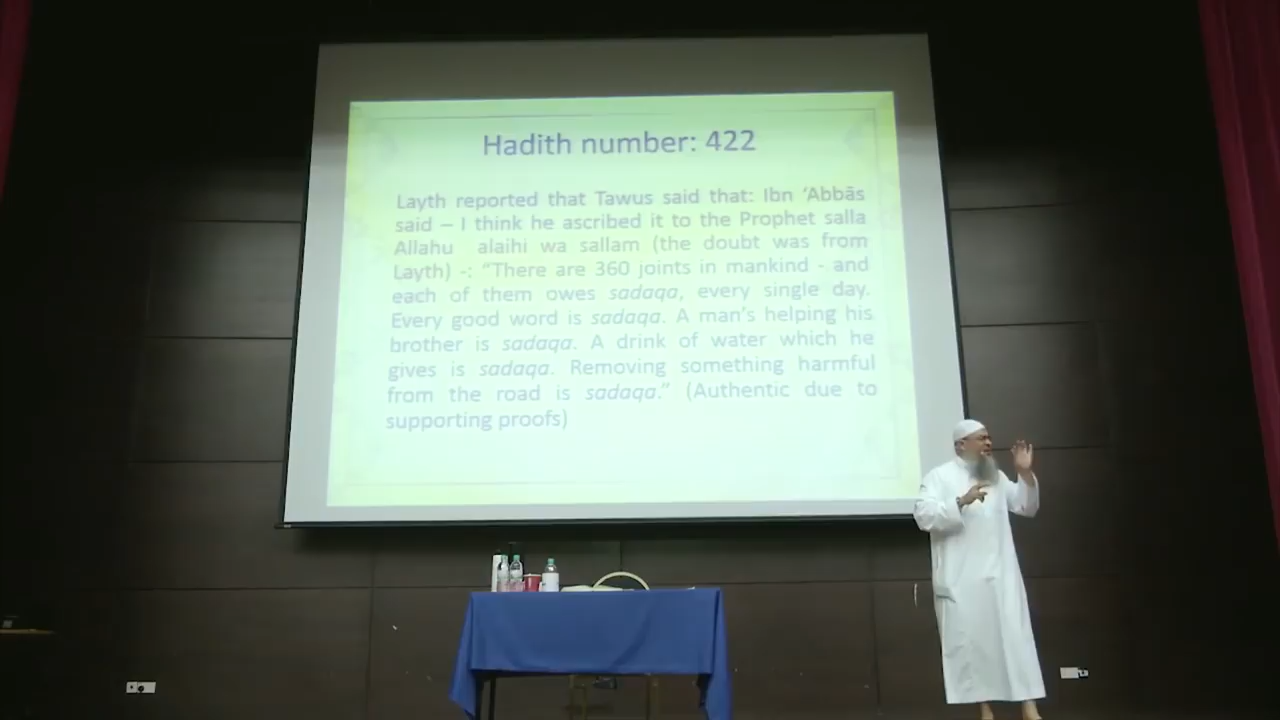 Hadith number: 422
Layth reported that Tawus said that: Ibn ‘Abbās
said – I think he ascribed it to the Prophet salla
Allahu alaihi wa sallam (the doubt was from
Layth) -: “There are 360 joints in mankind - and
each of them owes sadaqa, every single day.
Every good word is sadaqa. A man’s helping his
brother is sadaqa. A drink of water which he
gives is sadaqa. Removing something harmful
from the road is sadaqa.” (Authentic due to
supporting proofs)